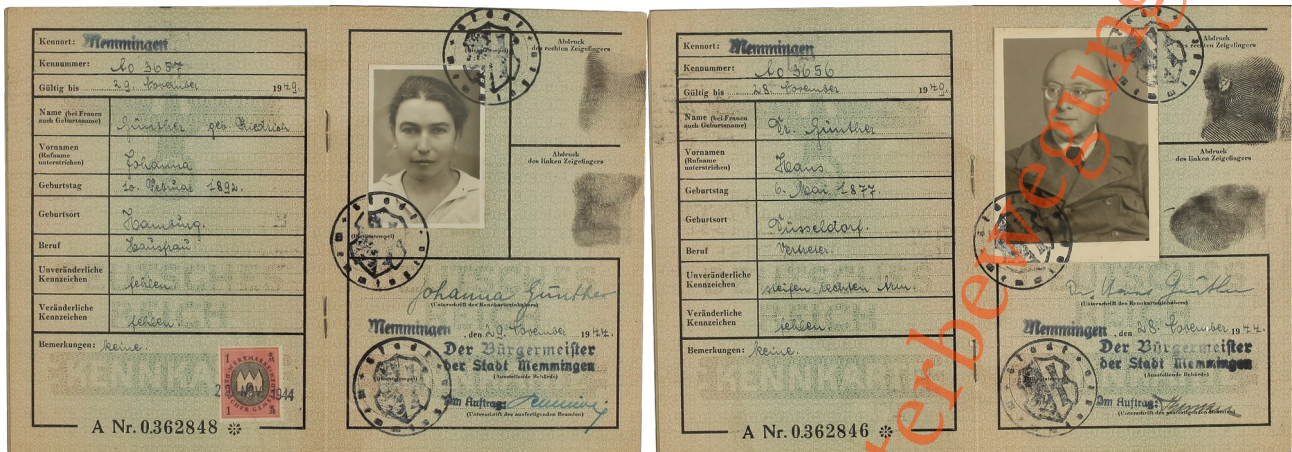 Kennort: Memmingen
Kennummer: Ao 3657
Gültig bis 29. November 1949.
Name (bei Frauen auch Geburtsname) Günther geb. Friedrich
Vornamen (Rufname unterstrichen) Johanna
Geburtstag 10. Februar 1892.
Geburtsort Hamburg.
Beruf Hausfrau
Unveränderliche Kennzeichen fehlen.
Veränderliche Kennzeichen fehlen.
Bemerkungen: keine.
1 1
NOV. 1944
A Nr. 0.362848
Abdruck des rechten Zeigefingers
Abdruck des linken Zeigefingers
Johanna Günther
(Unterschrift des Kennkarteninhabers)
Memmingen, den 29. November 1944.
Der Bürgermeister
der Stadt Memmingen
(Ausstellende Behörde)
Im Auftrag:
(Unterschrift des ausfertigenden Beamten)
Kennort: Memmingen
Kennummer: Ao 3656
Gültig bis 28. November 1949.
Name (bei Frauen auch Geburtsname) Dr. Günther
Vornamen (Rufname unterstrichen) Hans
Geburtstag 6. Mai 1877.
Geburtsort Düsseldorf.
Beruf Vertreter.
Unveränderliche Kennzeichen steifen rechten Arm.
Veränderliche Kennzeichen fehlen.
Bemerkungen: keine.
A Nr. 0.362846
Abdruck des rechten Zeigefingers
Abdruck des linken Zeigefingers
Dr. Hans Günther
(Unterschrift des Kennkarteninhabers)
Memmingen, den 28. November 1944.
Der Bürgermeister
der Stadt Memmingen
(Ausstellende Behörde)
Im Auftrag:
(Unterschrift des ausfertigenden Beamten)
terbewegung